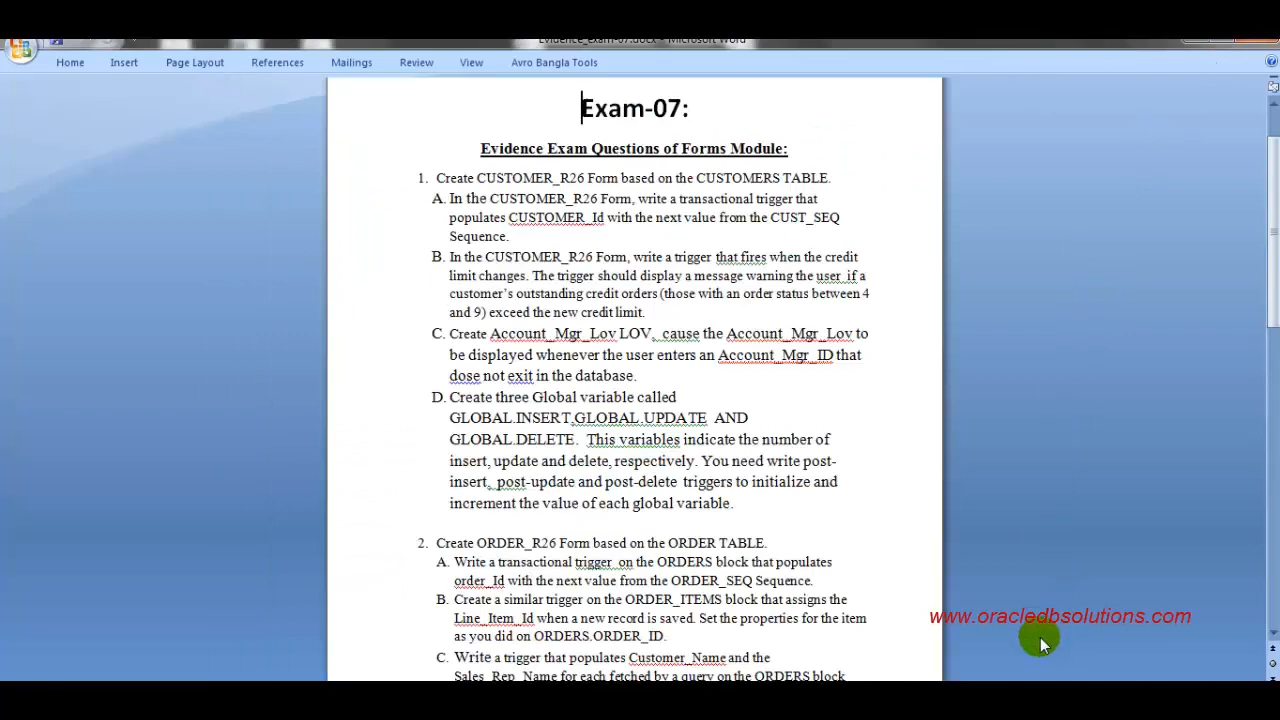 Evidence_Exam-07.docx - Microsoft Word
Home Insert Page Layout References Mailings Review View Avro Bangla Tools
Exam-07:
Evidence Exam Questions of Forms Module:
1. Create CUSTOMER_R26 Form based on the CUSTOMERS TABLE.
A. In the CUSTOMER_R26 Form, write a transactional trigger that
populates CUSTOMER_Id with the next value from the CUST_SEQ
Sequence.
B. In the CUSTOMER_R26 Form, write a trigger that fires when the credit
limit changes. The trigger should display a message warning the user if a
customer's outstanding credit orders (those with an order status between 4
and 9) exceed the new credit limit.
C. Create Account_Mgr_Lov LOV, cause the Account_Mgr_Lov to
be displayed whenever the user enters an Account_Mgr_ID that
dose not exit in the database.
D. Create three Global variable called
GLOBAL.INSERT,GLOBAL.UPDATE AND
GLOBAL.DELETE. This variables indicate the number of
insert, update and delete, respectively. You need write post-
insert, post-update and post-delete triggers to initialize and
increment the value of each global variable.
2. Create ORDER_R26 Form based on the ORDER TABLE.
A. Write a transactional trigger on the ORDERS block that populates
order_Id with the next value from the ORDER_SEQ Sequence.
B. Create a similar trigger on the ORDER_ITEMS block that assigns the
Line_Item_Id when a new record is saved. Set the properties for the item
as you did on ORDERS.ORDER_ID.
www.oracledbsolutions.com
C. Write a trigger that populates Customer_Name and the
Sales_Rep_Name for each fetched by a query on the ORDERS block